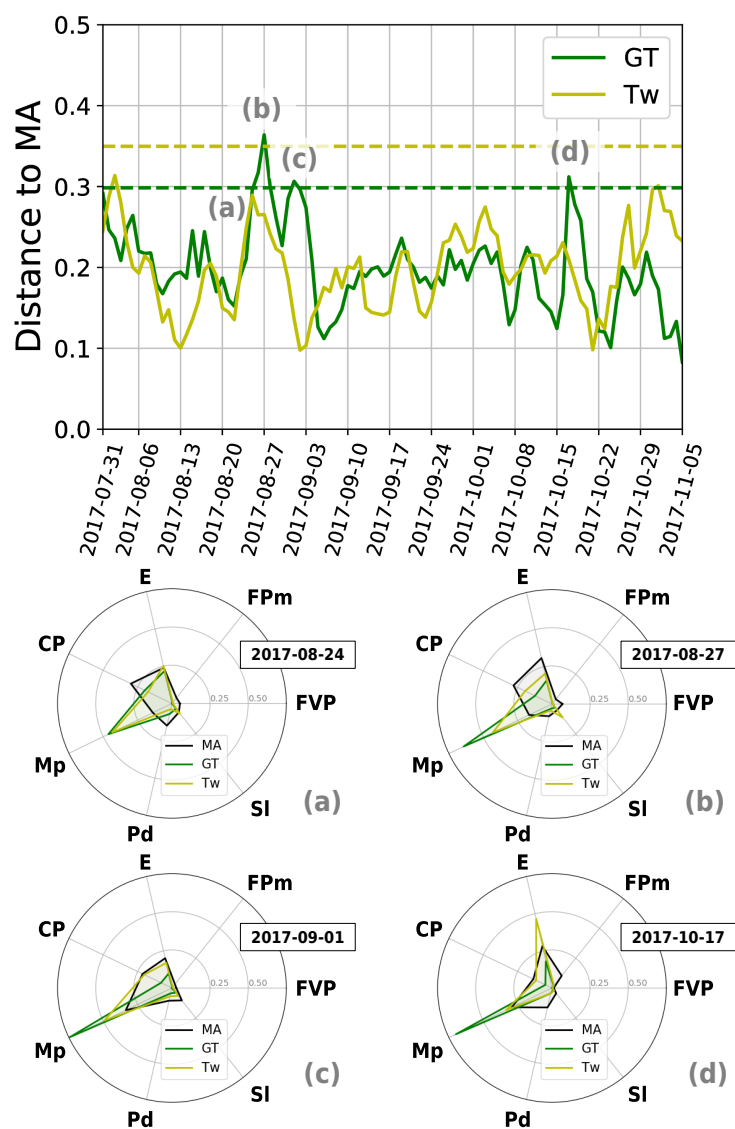 0.5
0.4
0.3
0.2
0.1
0.0
Distance to MA
GT
Tw
(a)
(b)
(c)
(d)
2017-07-31
2017-08-06
2017-08-13
2017-08-20
2017-08-27
2017-09-03
2017-09-10
2017-09-17
2017-09-24
2017-10-01
2017-10-08
2017-10-15
2017-10-22
2017-10-29
2017-11-05
E
FPm
CP
2017-08-24
0.25 0.50
FVP
MA
GT
Tw
Mp
Pd
Sl
(a)
E
FPm
CP
2017-08-27
0.25 0.50
FVP
MA
GT
Tw
Mp
Pd
Sl
(b)
E
FPm
CP
2017-09-01
0.25 0.50
FVP
MA
GT
Tw
Mp
Pd
Sl
(c)
E
FPm
CP
2017-10-17
0.25 0.50
FVP
MA
GT
Tw
Mp
Pd
Sl
(d)